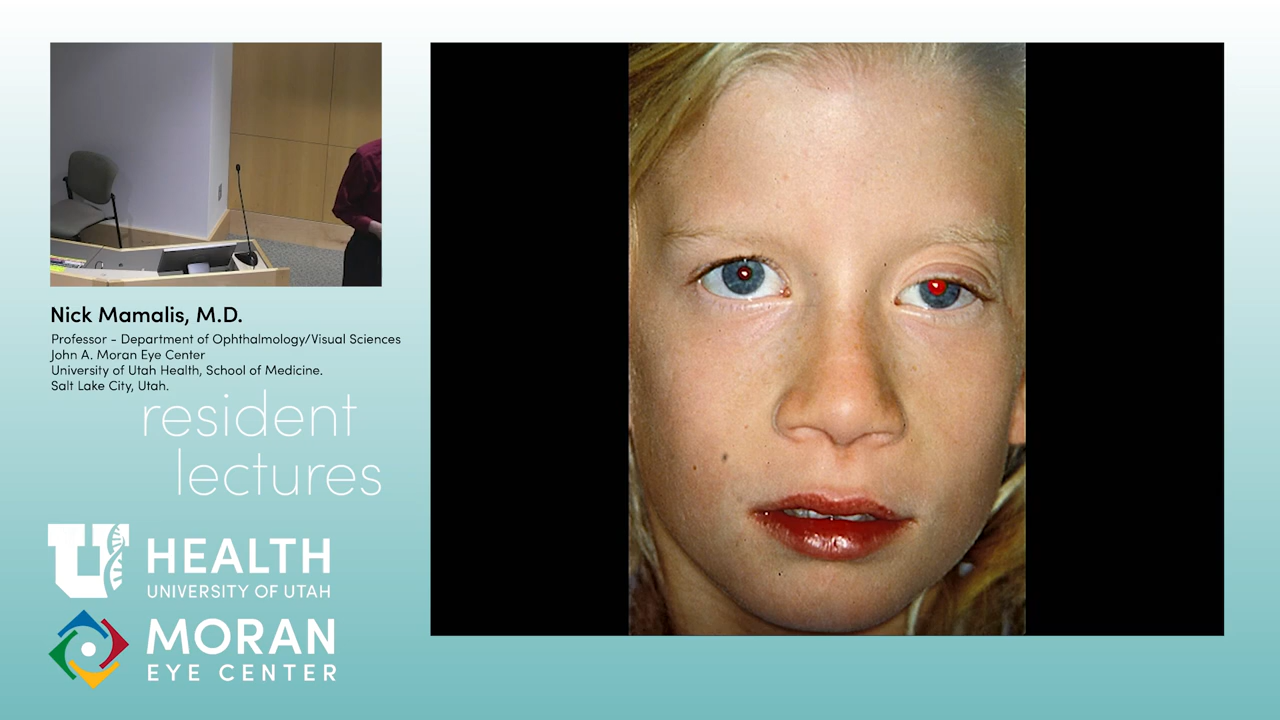 Nick Mamalis, M.D.
Professor - Department of Ophthalmology/Visual Sciences
John A. Moran Eye Center
University of Utah Health, School of Medicine.
Salt Lake City, Utah.
resident
lectures
U HEALTH
UNIVERSITY OF UTAH
MORAN
EYE CENTER